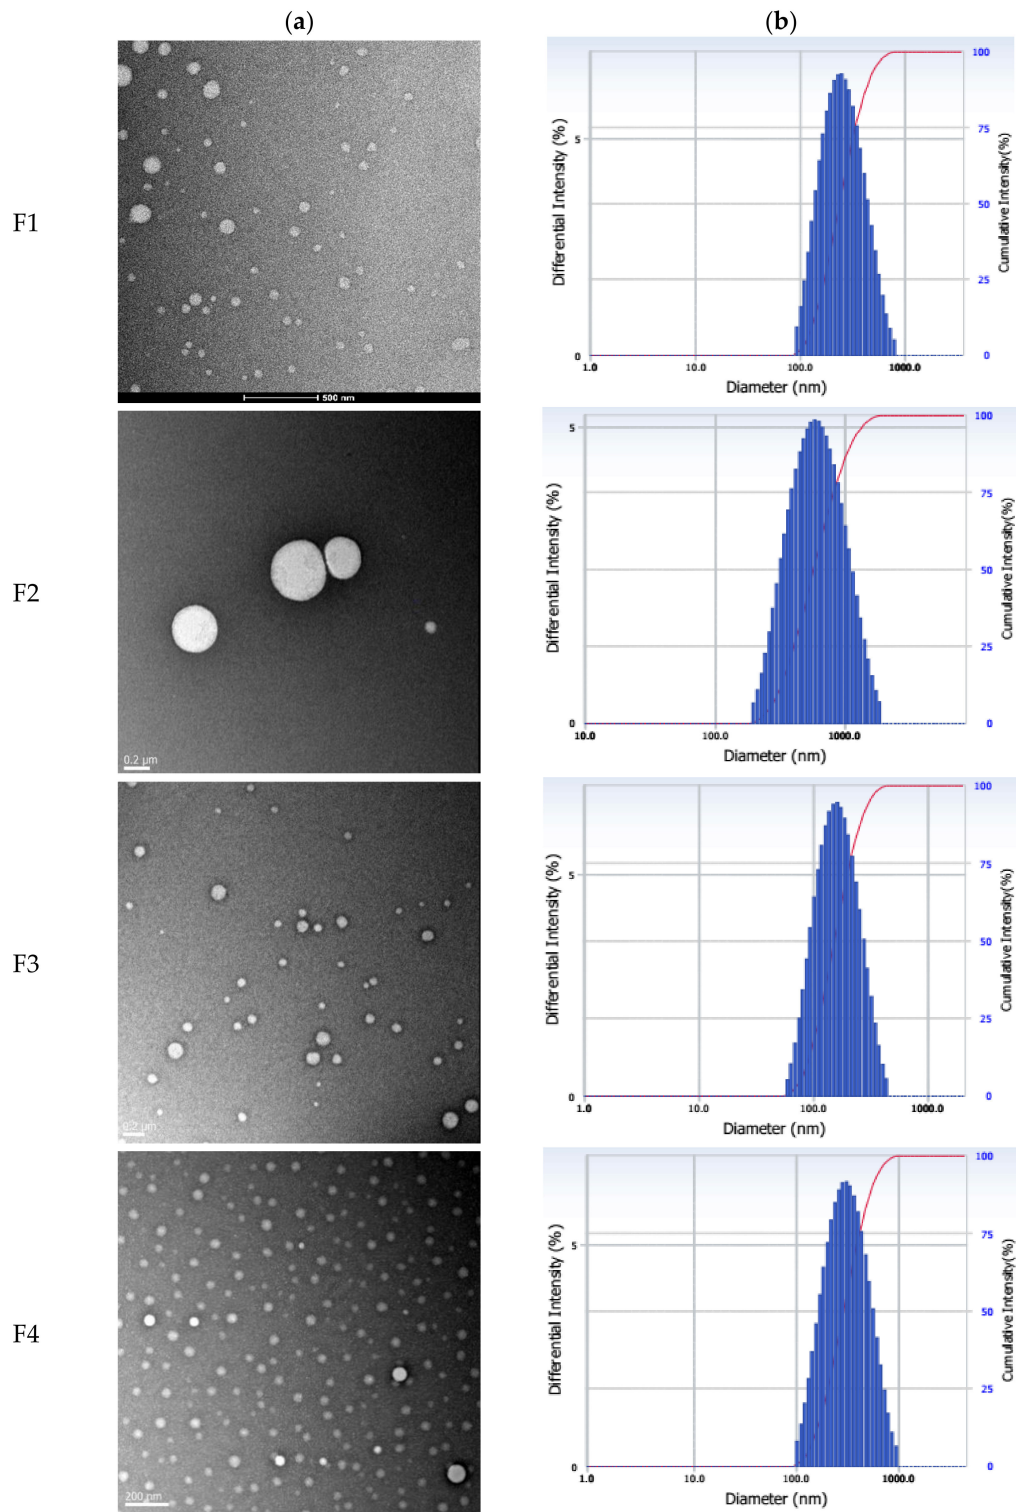 (a) (b)
F1
500 nm
Differential Intensity (%)
5
0
100
75
50
25
0
Cumulative Intensity(%)
1.0 10.0 100.0 1000.0
Diameter (nm)
F2
0.2 µm
Differential Intensity (%)
5
0
100
75
50
25
0
Cumulative Intensity(%)
10.0 100.0 1000.0
Diameter (nm)
F3
0.2 µm
Differential Intensity (%)
5
0
100
75
50
25
0
Cumulative Intensity(%)
1.0 10.0 100.0 1000.0
Diameter (nm)
F4
200 nm
Differential Intensity (%)
5
0
100
75
50
25
0
Cumulative Intensity(%)
1.0 10.0 100.0 1000.0
Diameter (nm)